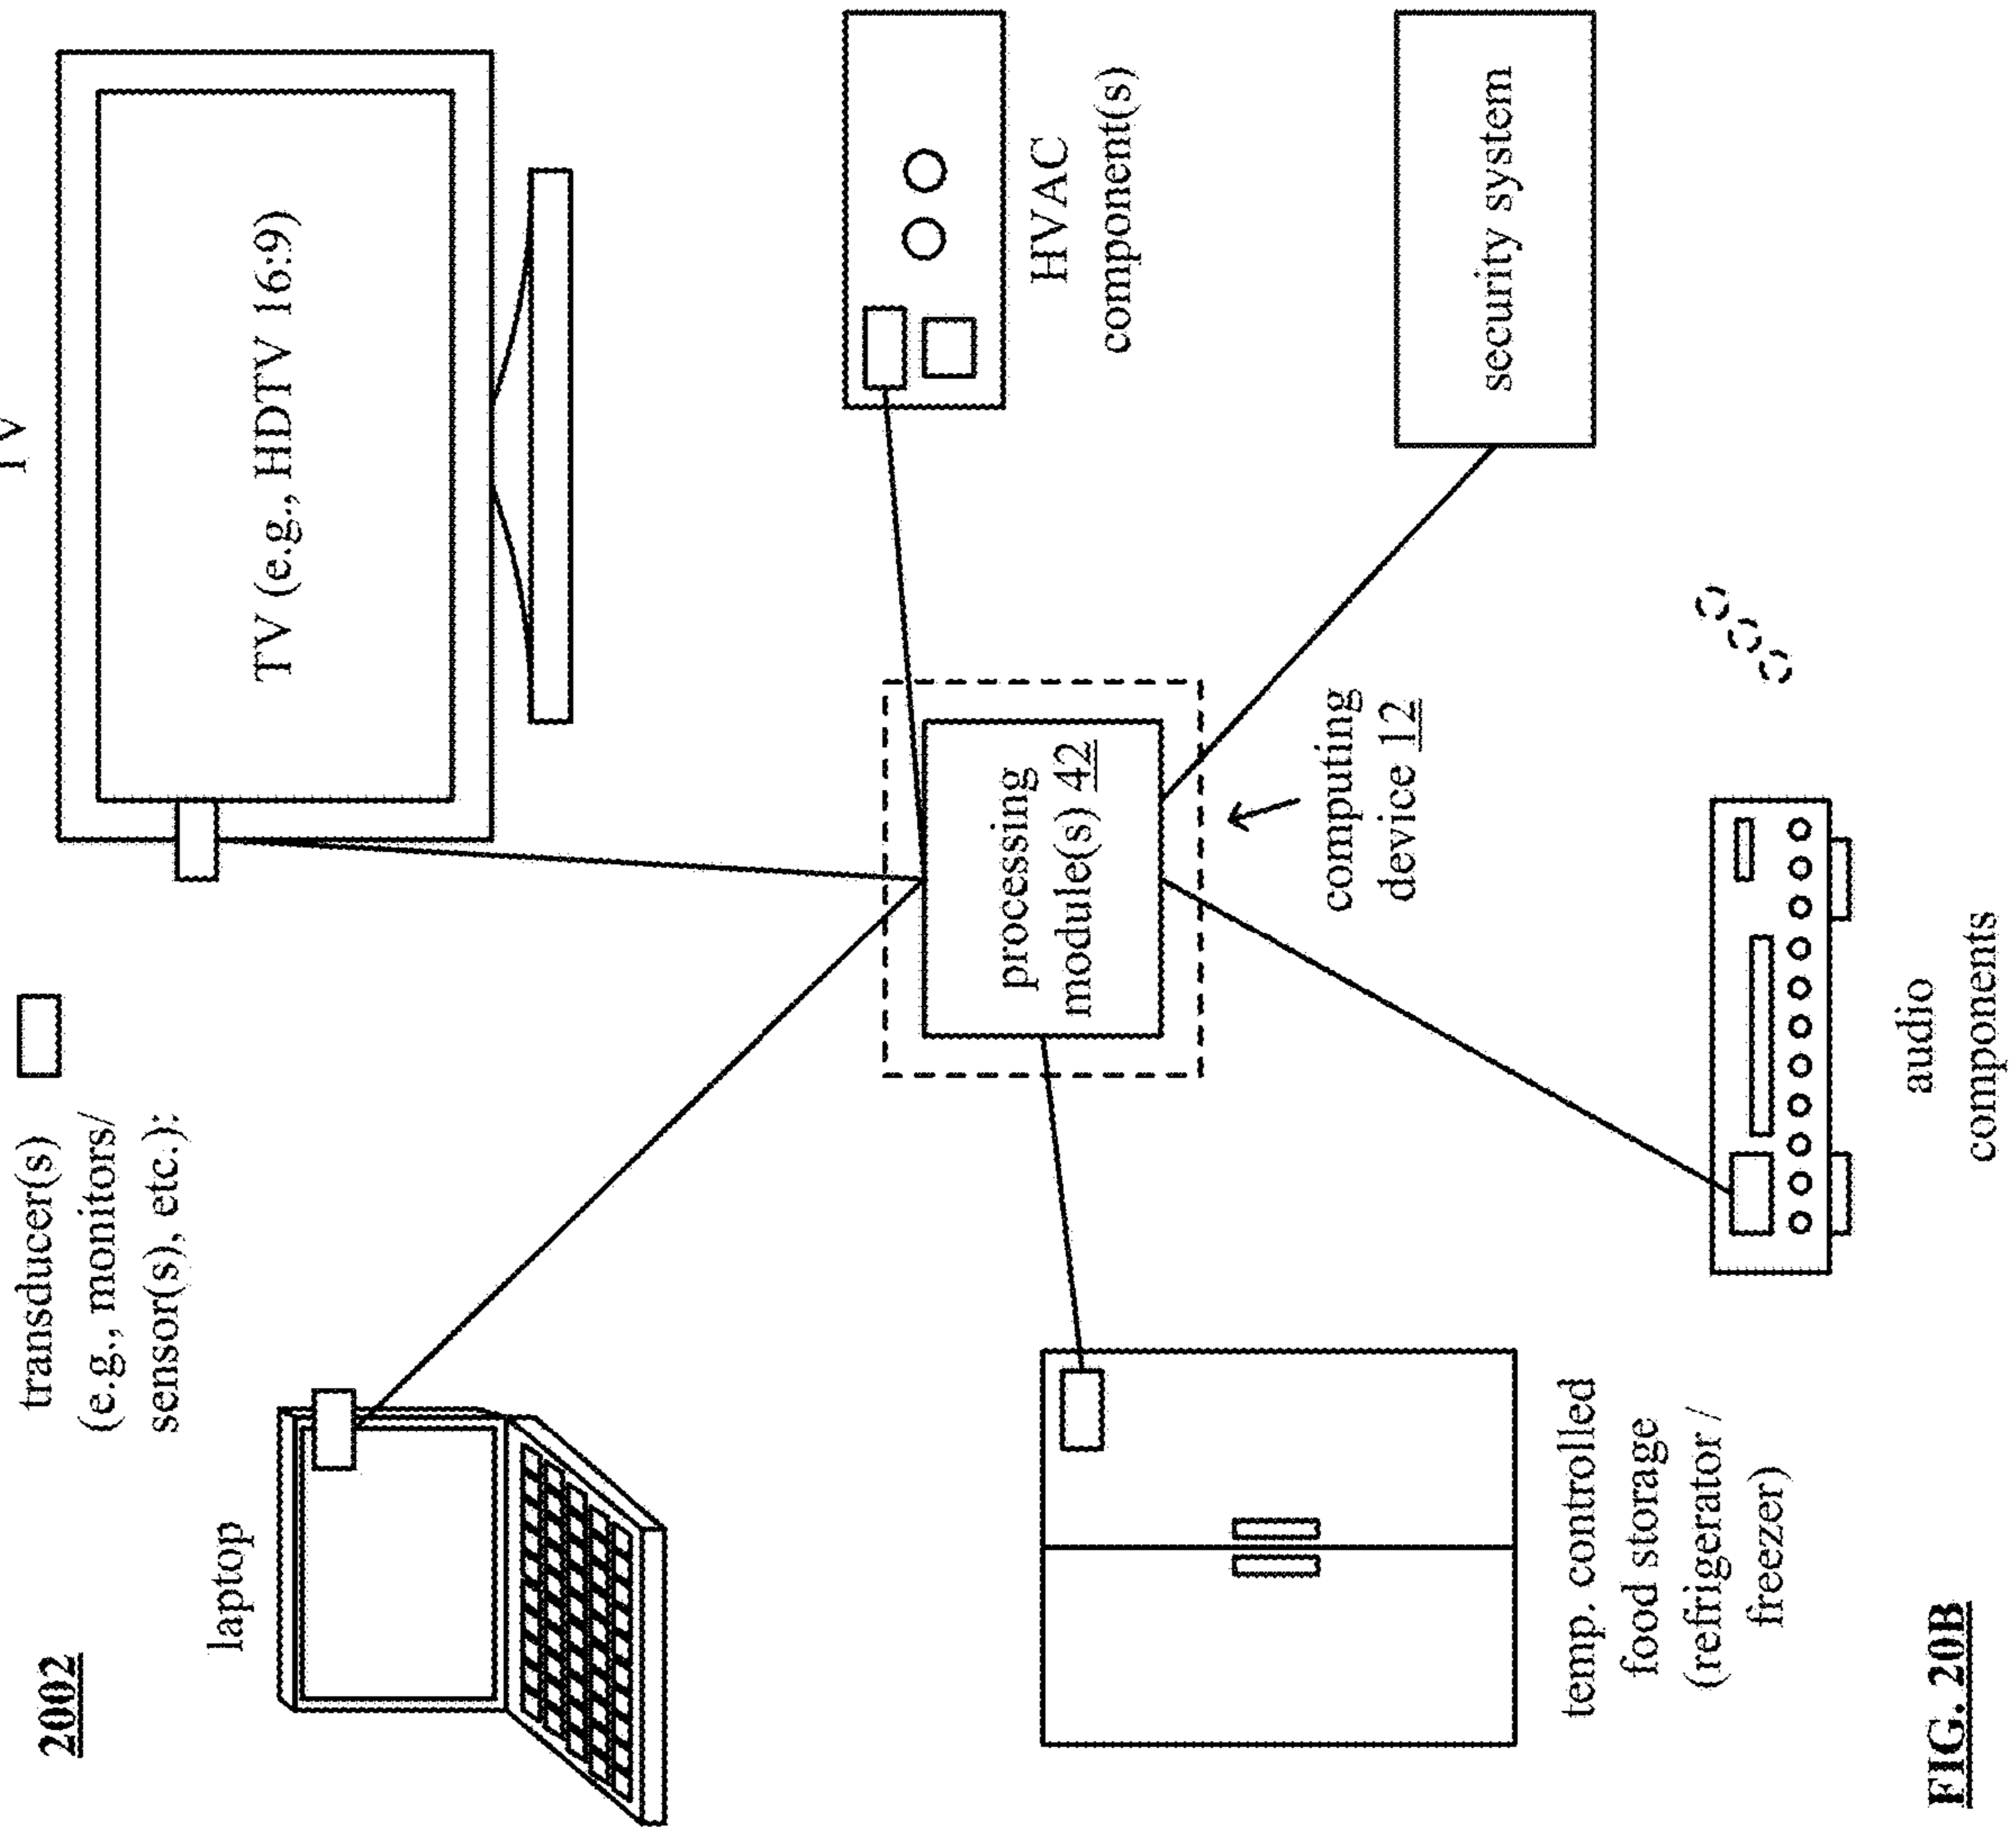 2002
transducer(s)
(e.g., monitors/
sensor(s), etc.):
TV
laptop
TV (e.g., HDTV 16:9)
processing
module(s) 42
HVAC
component(s)
computing
device 12
temp. controlled
food storage
(refrigerator /
freezer)
security system
audio
components
FIG. 20B